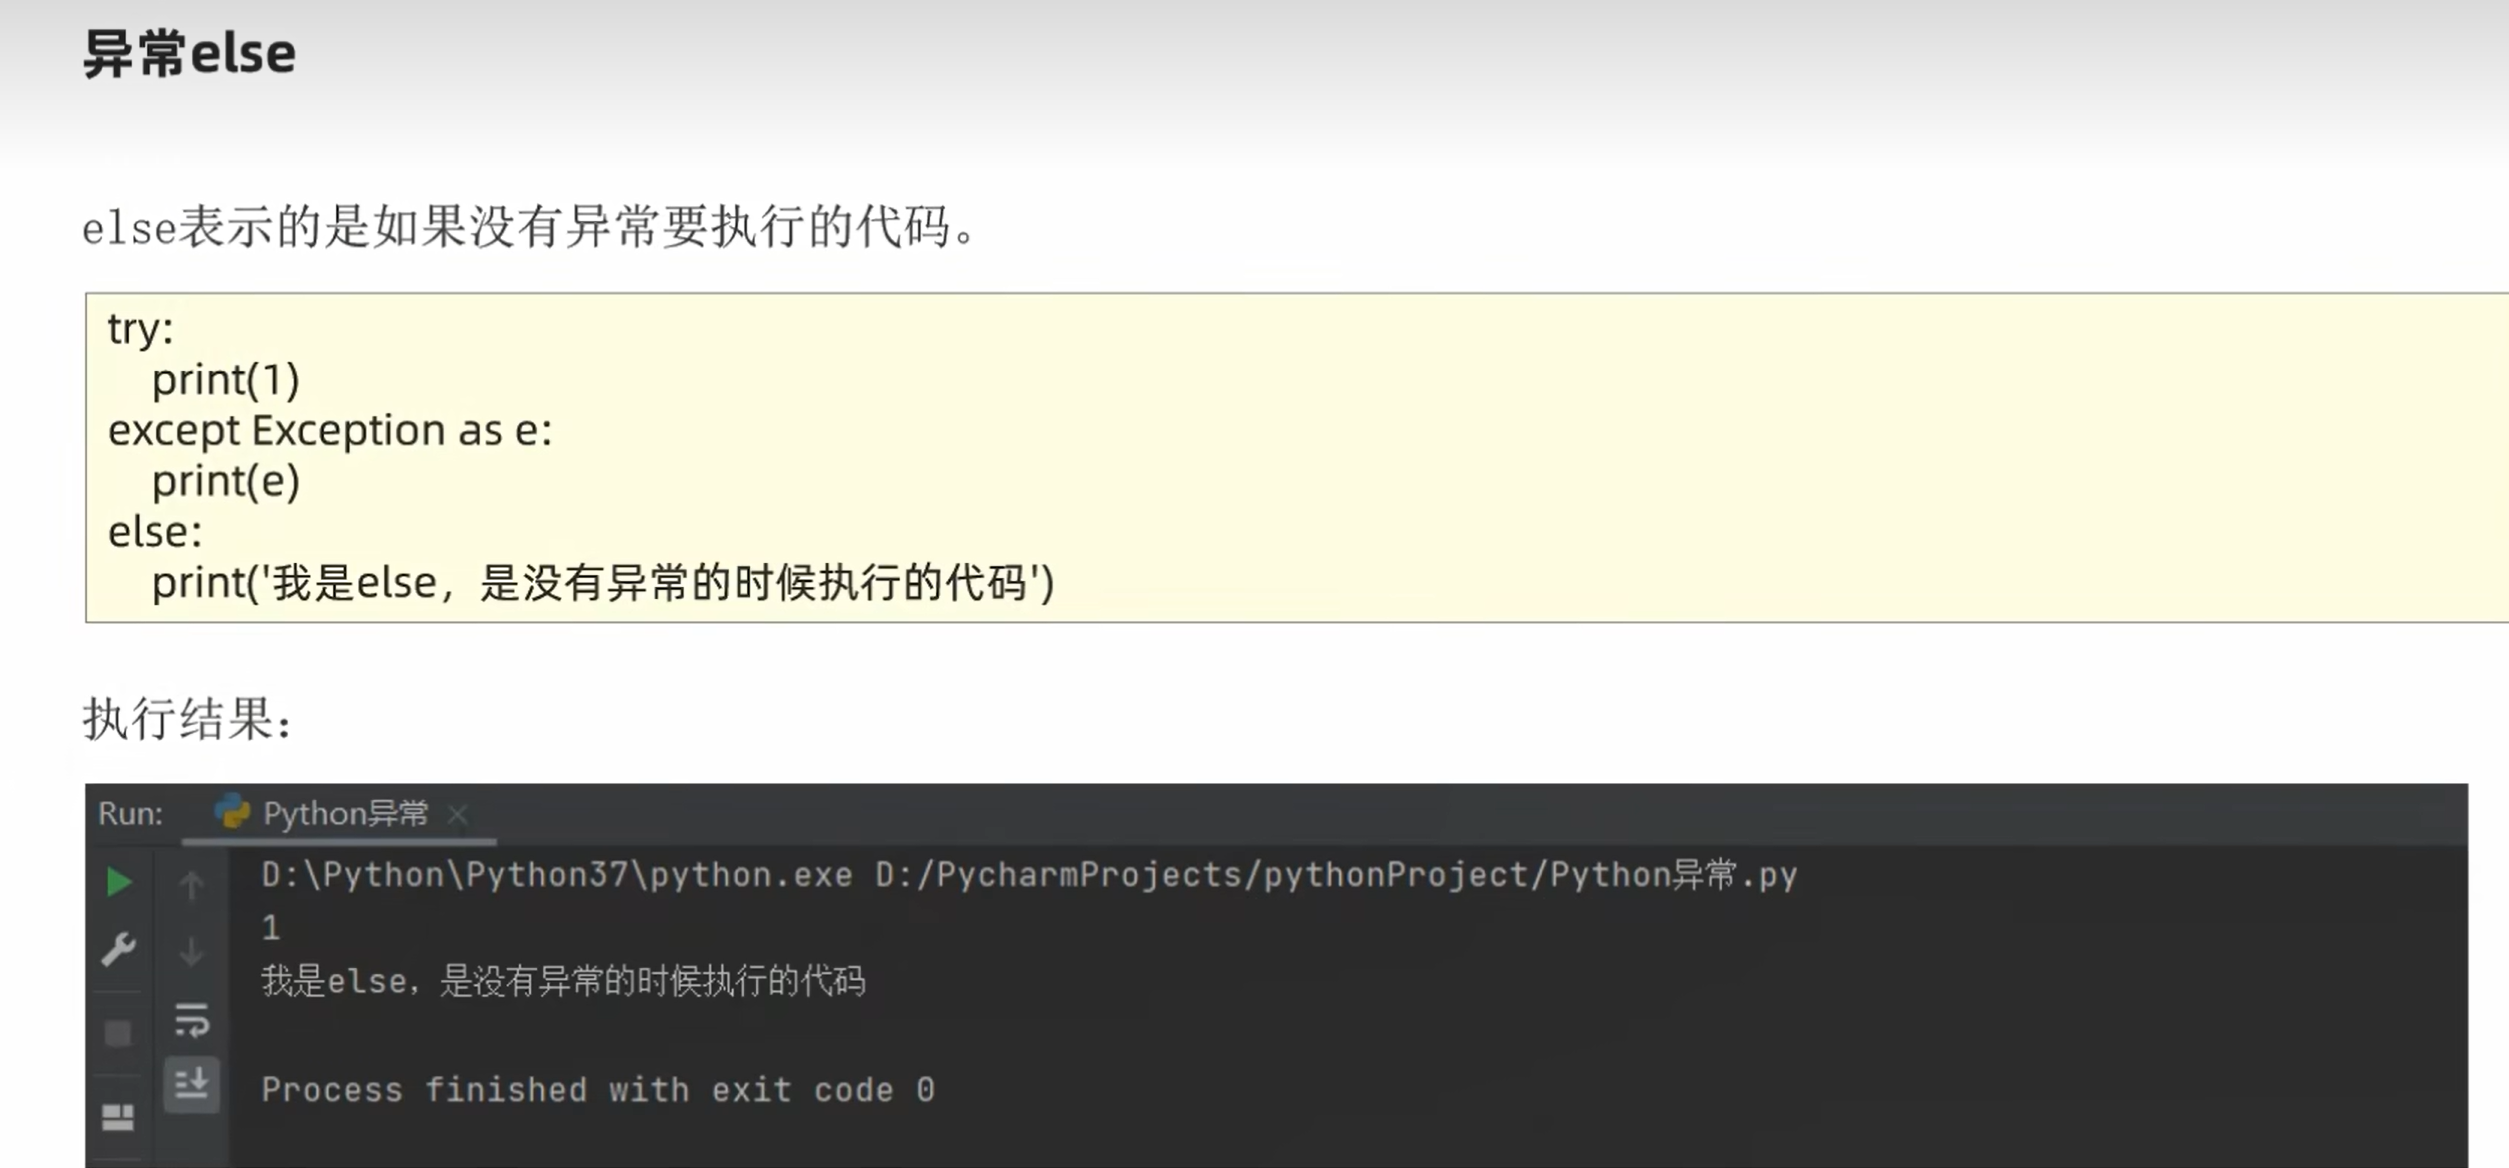 异常else
else表示的是如果没有异常要执行的代码。
try:
    print(1)
except Exception as e:
    print(e)
else:
    print('我是else，是没有异常的时候执行的代码')
执行结果：
Run: Python异常
D:\Python\Python37\python.exe D:/PycharmProjects/pythonProject/Python异常.py
1
我是else，是没有异常的时候执行的代码
Process finished with exit code 0